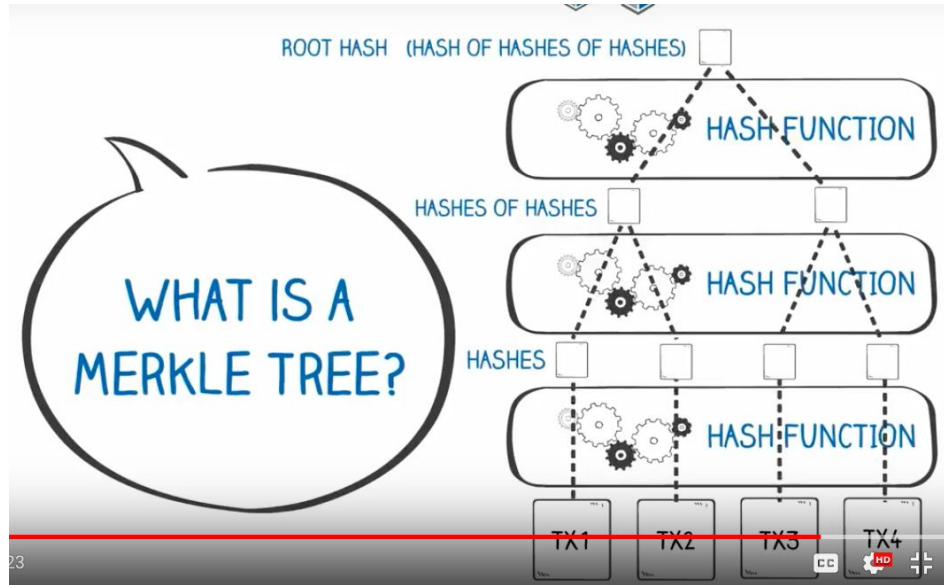 ROOT HASH (HASH OF HASHES OF HASHES)
HASH FUNCTION
HASHES OF HASHES
HASH FUNCTION
WHAT IS A
MERKLE TREE?
HASHES
HASH FUNCTION
TX1 TX2 TX3 TX4
23
CC
HD